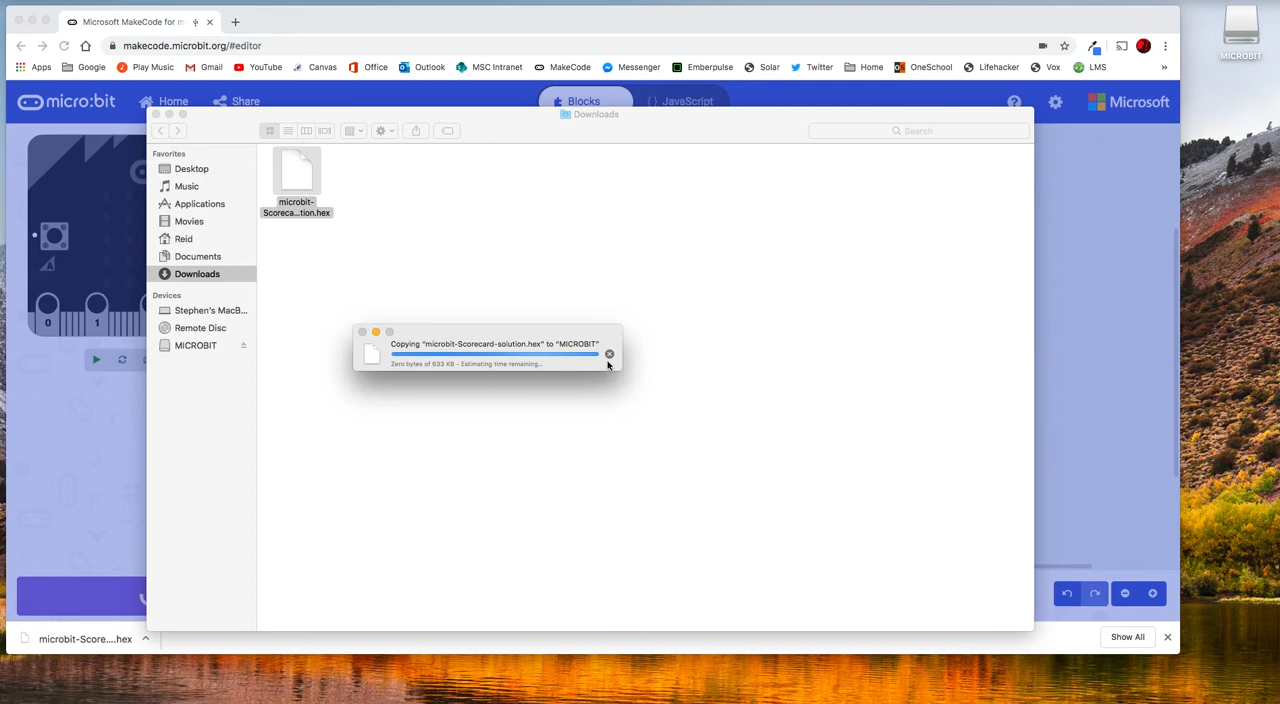 Microsoft MakeCode for m
makecode.microbit.org/#editor
Apps Google Play Music Gmail YouTube Canvas Office Outlook MSC Intranet MakeCode Messenger Emberpulse Solar Twitter Home OneSchool Lifehacker Vox LMS »
MICROBIT
micro:bit Home Share Blocks {} JavaScript Microsoft
Downloads
Search
Favorites
Desktop
Music
Applications
Movies
Reid
Documents
Downloads
Devices
Stephen's MacB...
Remote Disc
MICROBIT
microbit-
Scoreca...tion.hex
Copying "microbit-Scorecard-solution.hex" to "MICROBIT"
Zero bytes of 633 KB - Estimating time remaining...
0 1
microbit-Score....hex
Show All